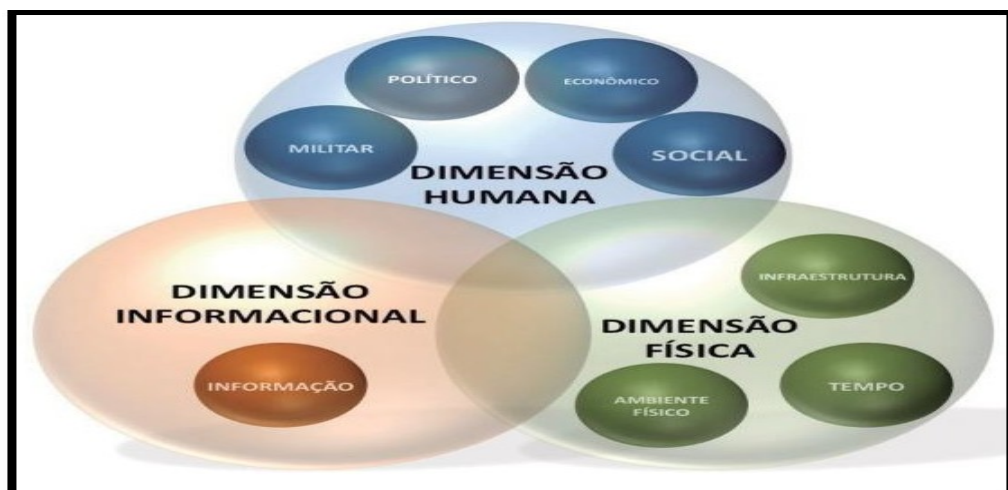 POLÍTICO
ECONÔMICO
MILITAR
SOCIAL
DIMENSÃO
HUMANA
DIMENSÃO
INFORMACIONAL
INFORMAÇÃO
INFRAESTRUTURA
DIMENSÃO
FÍSICA
AMBIENTE
FÍSICO
TEMPO